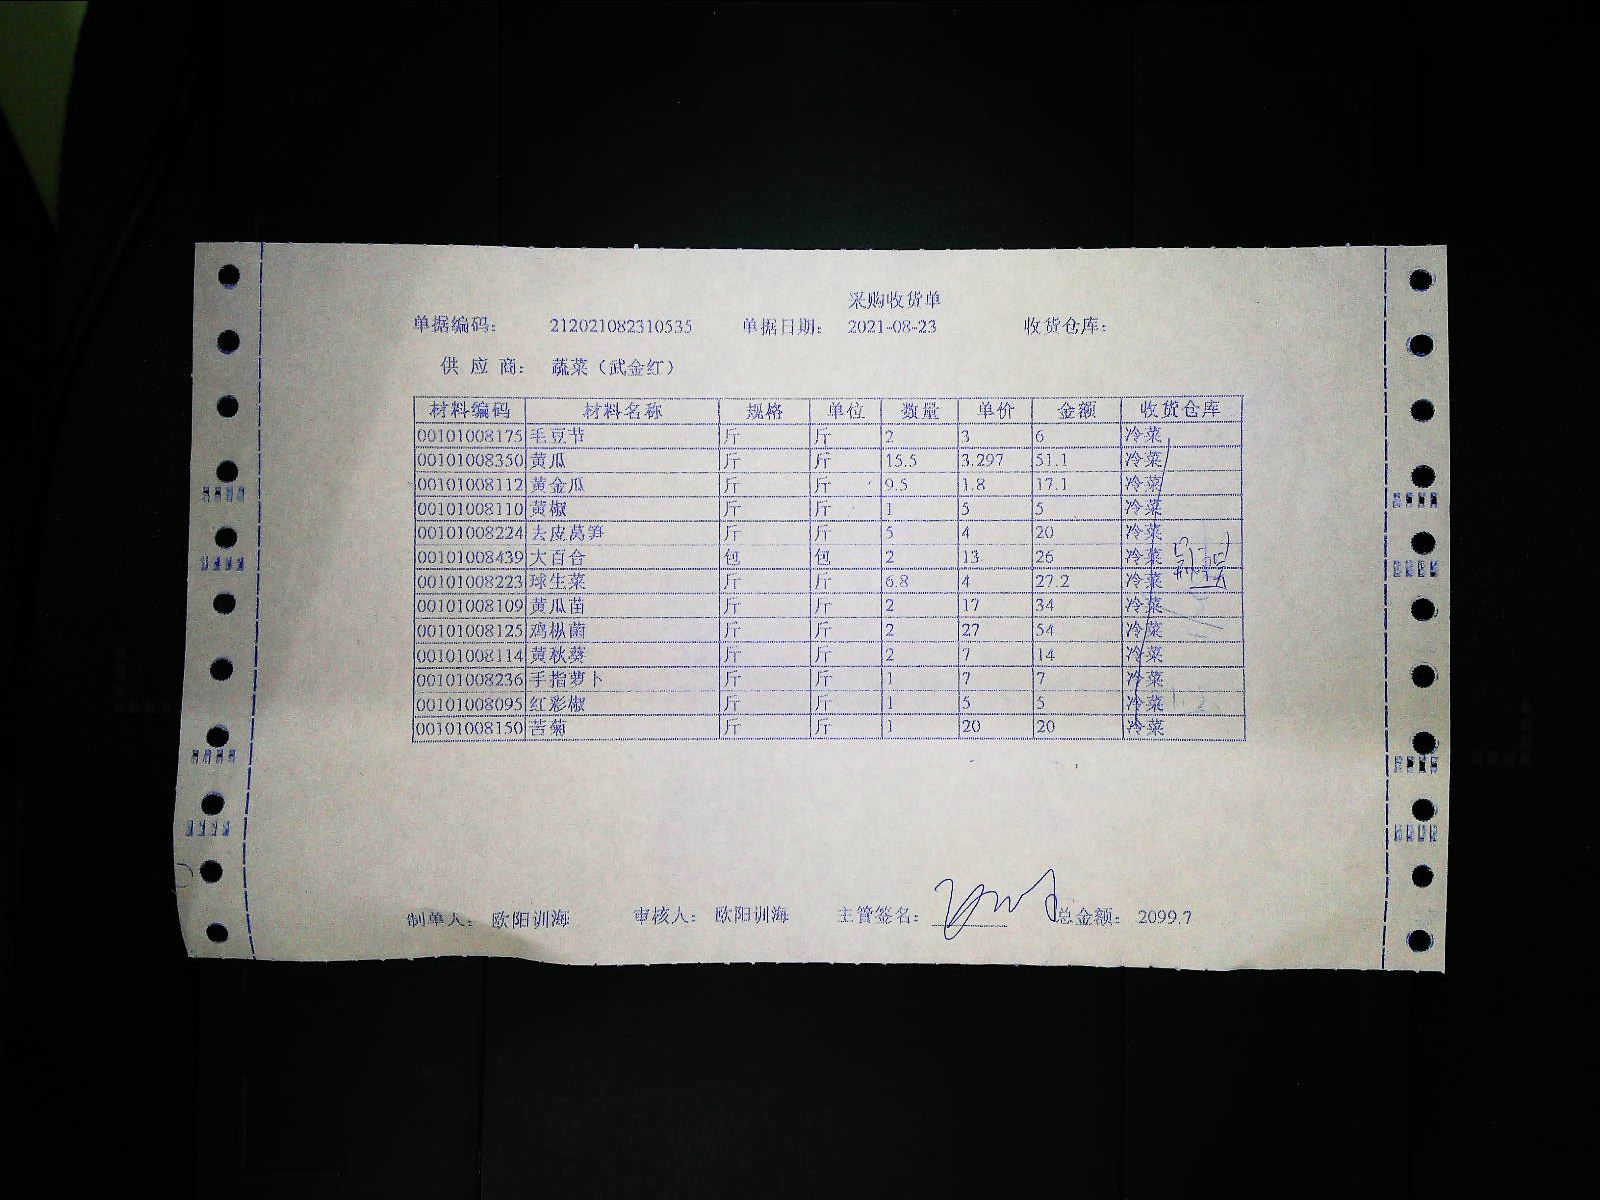 采购收货单
单据编码： 212021082310535 单据日期： 2021-08-23 收货仓库：
供 应 商： 蔬菜（武金红）
材料编码 材料名称 规格 单位 数量 单价 金额 收货仓库
00101008175 毛豆节 斤 斤 2 3 6 冷菜
00101008350 黄瓜 斤 斤 15.5 3.297 51.1 冷菜
00101008112 黄金瓜 斤 斤 9.5 1.8 17.1 冷菜
00101008110 黄椒 斤 斤 1 5 5 冷菜
00101008224 去皮莴笋 斤 斤 5 4 20 冷菜
00101008439 大百合 包 包 2 13 26 冷菜
00101008223 球生菜 斤 斤 6.8 4 27.2 冷菜
00101008109 黄瓜苗 斤 斤 2 17 34 冷菜
00101008125 鸡枞菌 斤 斤 2 27 54 冷菜
00101008114 黄秋葵 斤 斤 2 7 14 冷菜
00101008236 手指萝卜 斤 斤 1 7 7 冷菜
00101008095 红彩椒 斤 斤 1 5 5 冷菜
00101008150 苦菊 斤 斤 1 20 20 冷菜
制单人： 欧阳训海 审核人： 欧阳训海 主管签名： 总金额： 2099.7